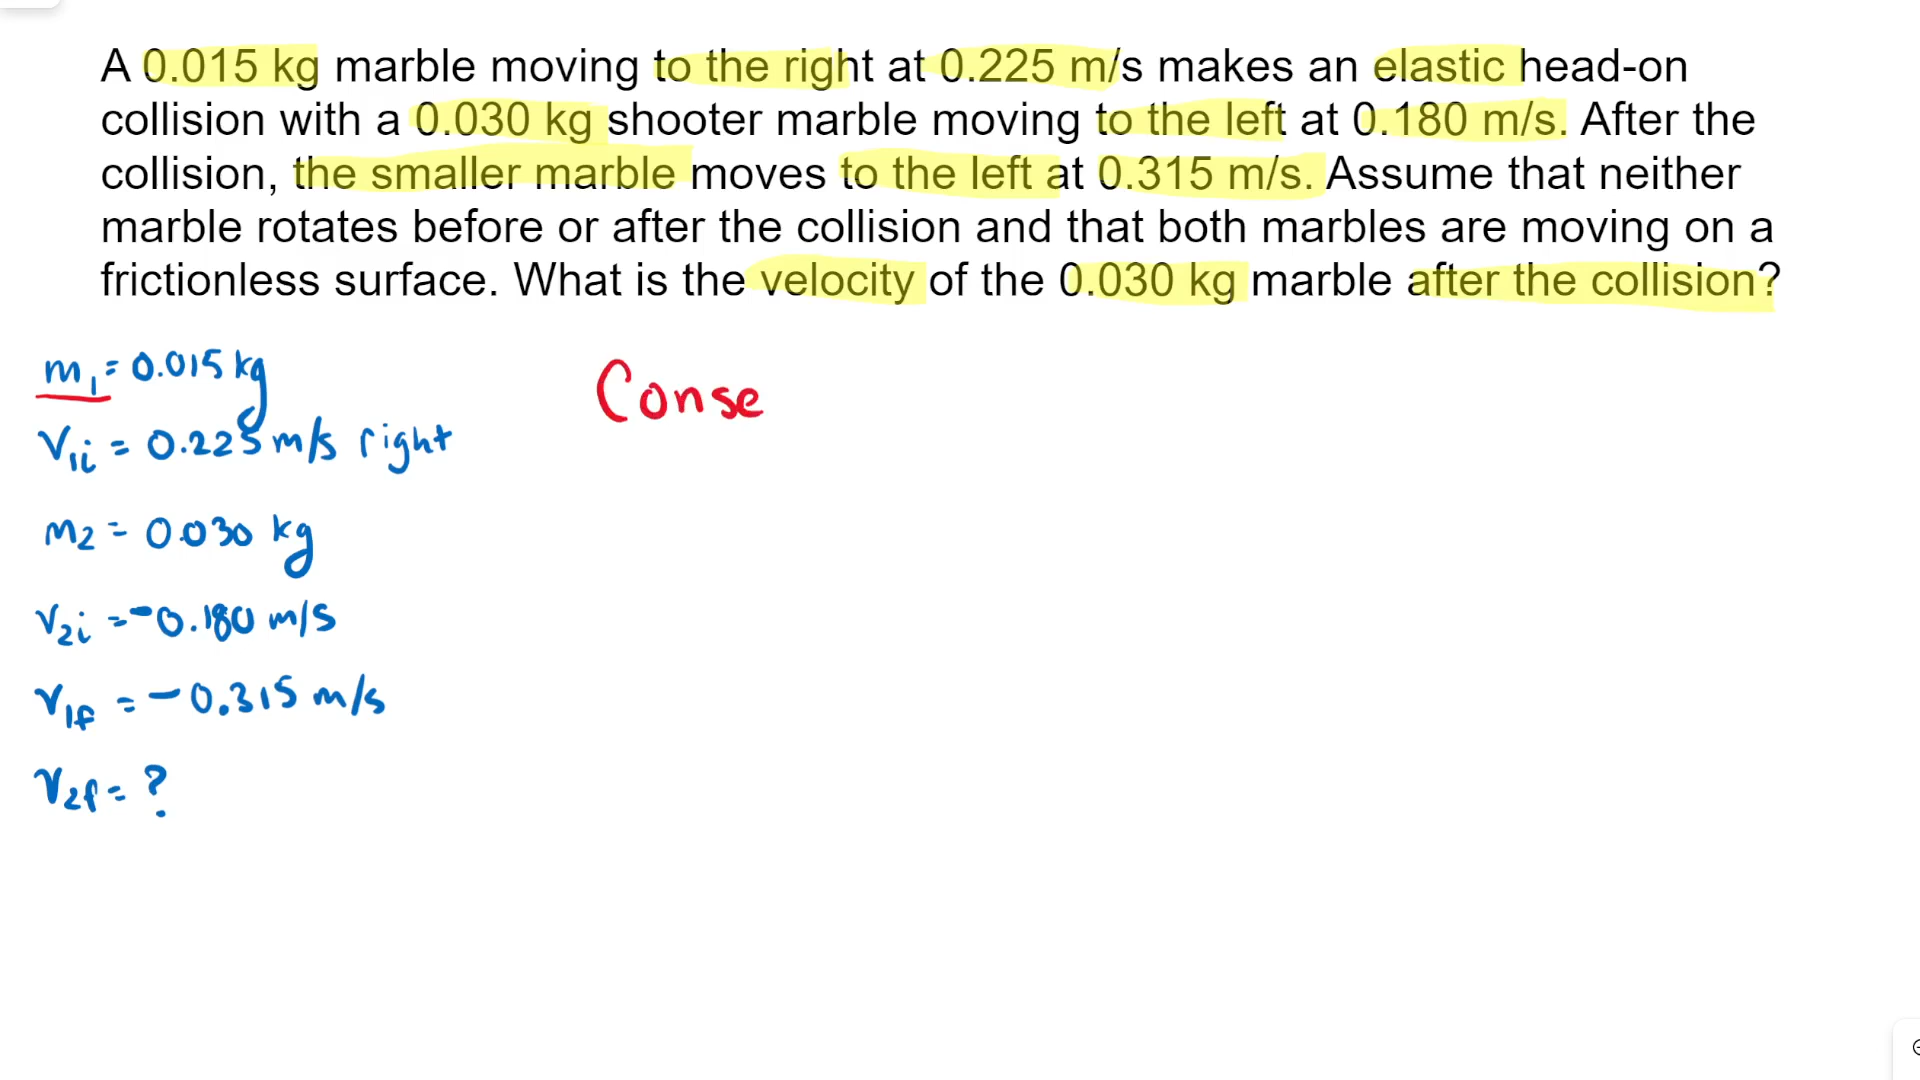 A 0.015 kg marble moving to the right at 0.225 m/s makes an elastic head-on
collision with a 0.030 kg shooter marble moving to the left at 0.180 m/s. After the
collision, the smaller marble moves to the left at 0.315 m/s. Assume that neither
marble rotates before or after the collision and that both marbles are moving on a
frictionless surface. What is the velocity of the 0.030 kg marble after the collision?
m₁ = 0.015 kg
Conse
v₁ᵢ = 0.225 m/s right
m₂ = 0.030 kg
v₂ᵢ = -0.180 m/s
v₁f = -0.315 m/s
v₂f = ?